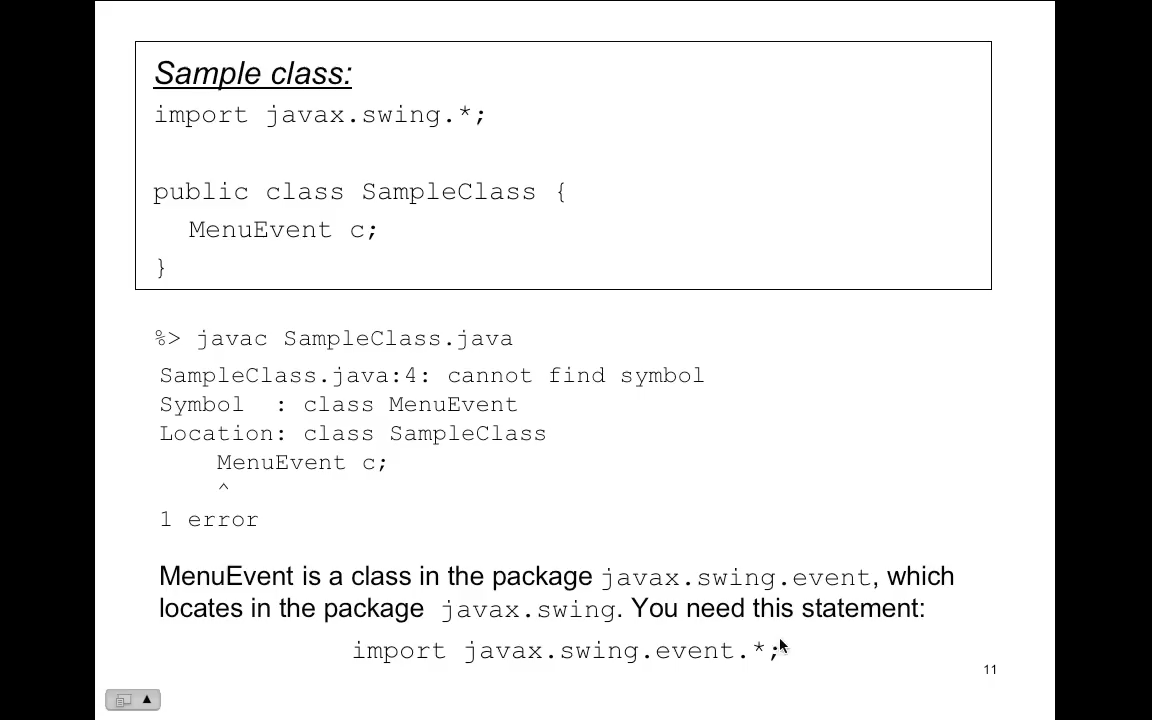 Sample class:
import javax.swing.*;
public class SampleClass {
MenuEvent c;
}
%> javac SampleClass.java
SampleClass.java:4: cannot find symbol
Symbol  : class MenuEvent
Location: class SampleClass
MenuEvent c;
^
1 error
MenuEvent is a class in the package javax.swing.event, which
locates in the package javax.swing. You need this statement:
import javax.swing.event.*;
11